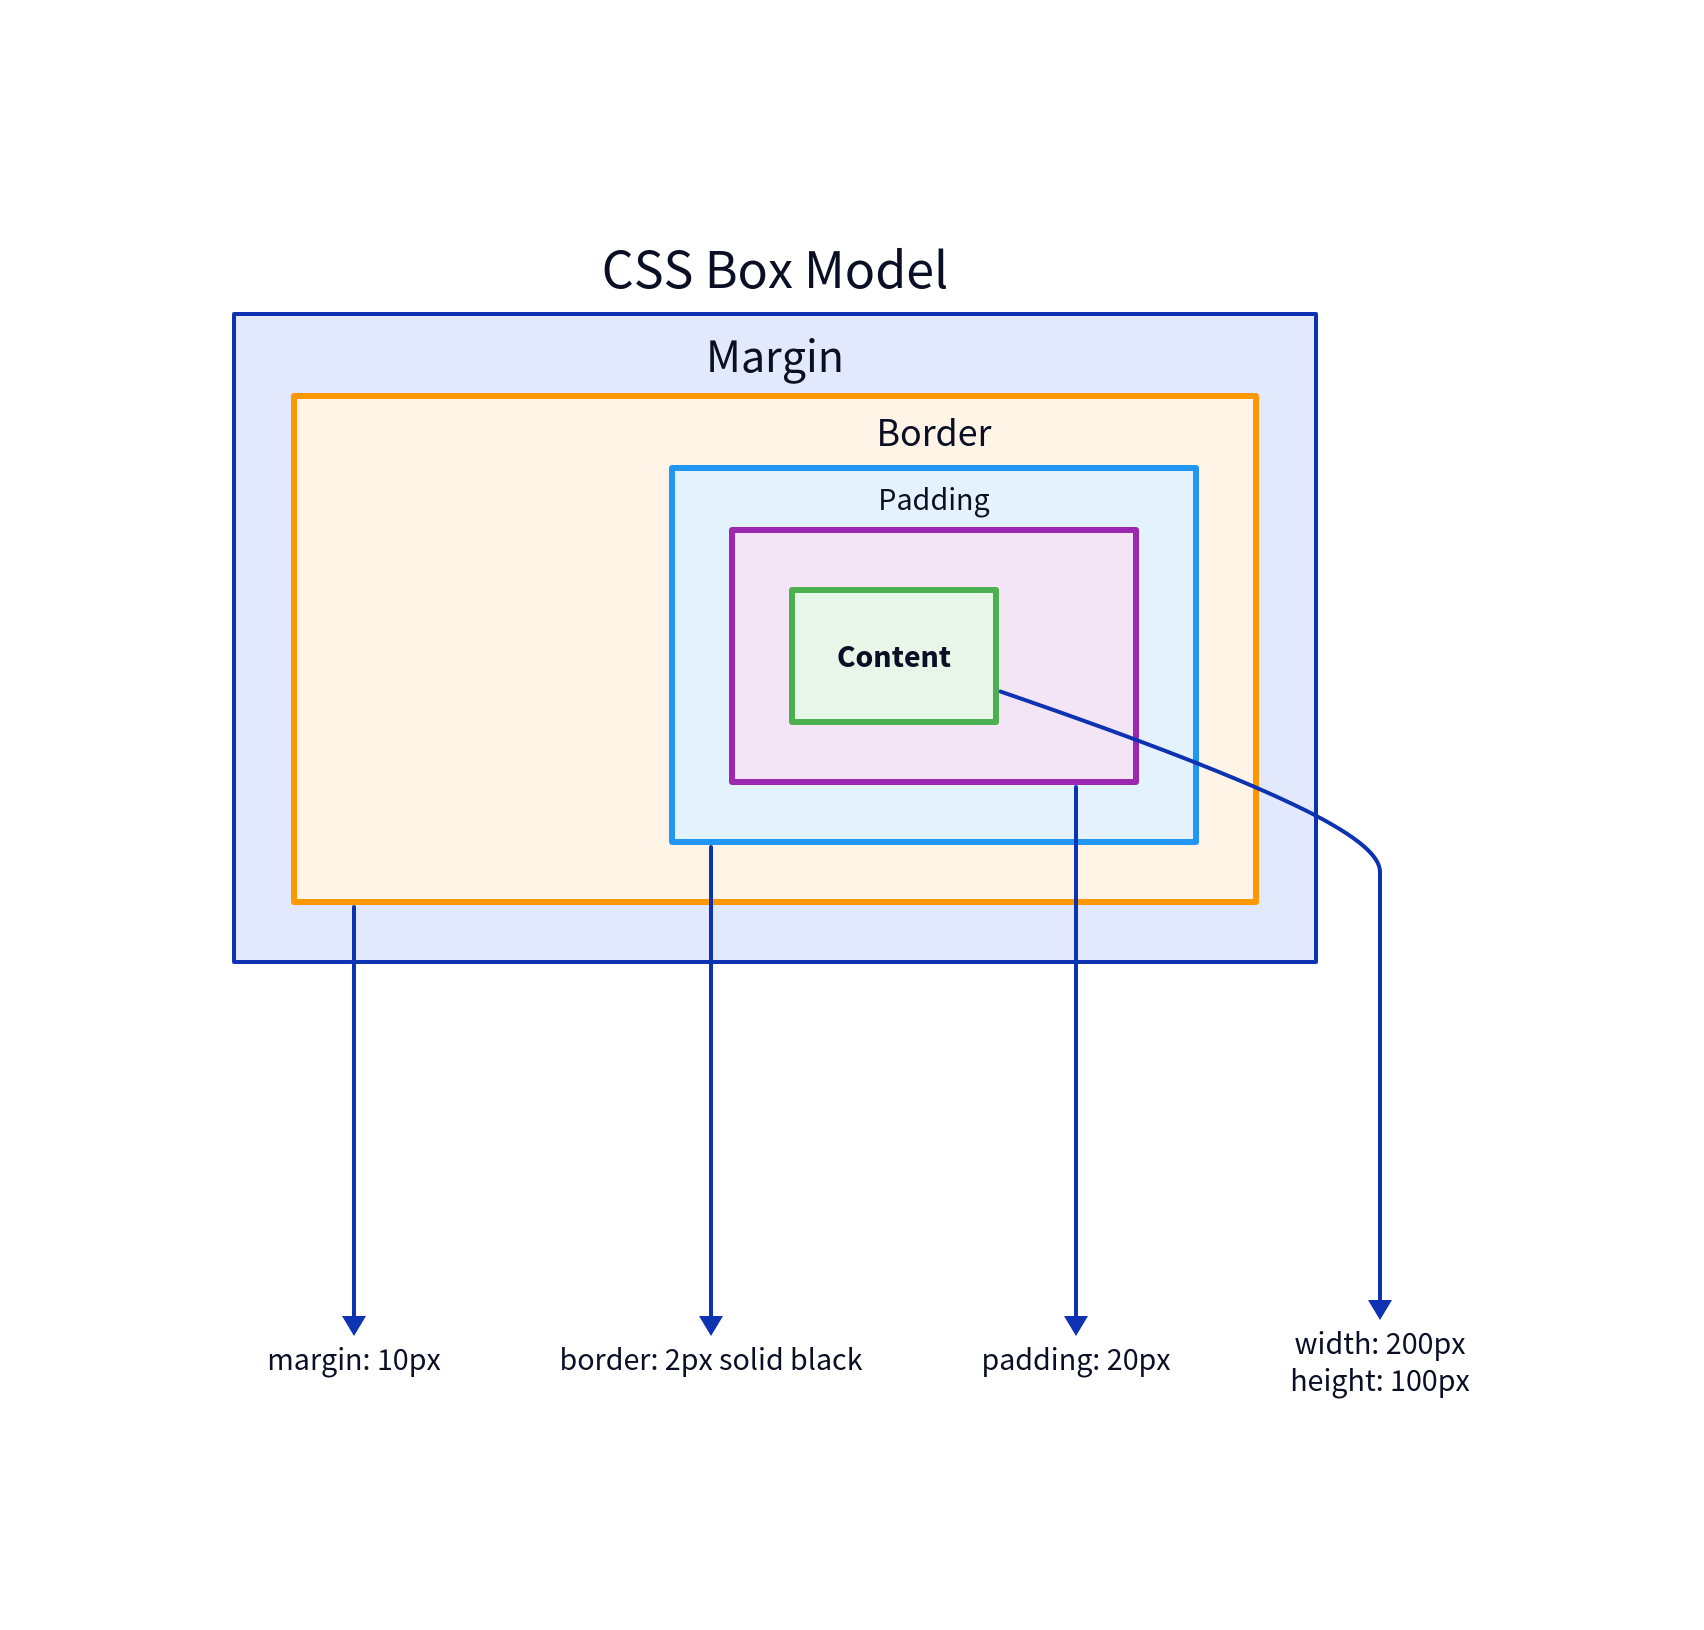 CSS Box Model
Margin
Border
Padding
Content
margin: 10px
border: 2px solid black
padding: 20px
width: 200px
height: 100px